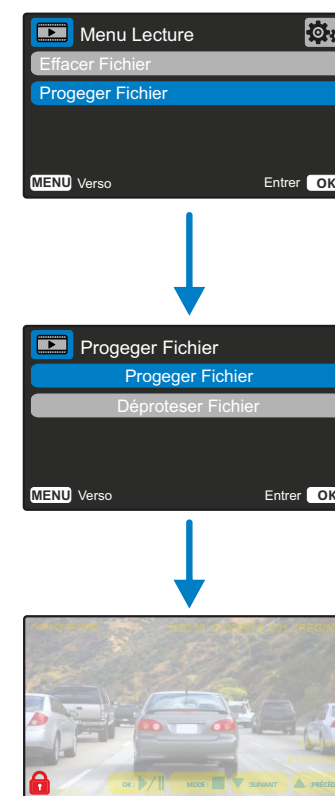 Menu Lecture
Effacer Fichier
Progeger Fichier
MENU Verso Entrer OK
Progeger Fichier
Progeger Fichier
Déproteser Fichier
MENU Verso Entrer OK
OK : MODE : :SUIVANT